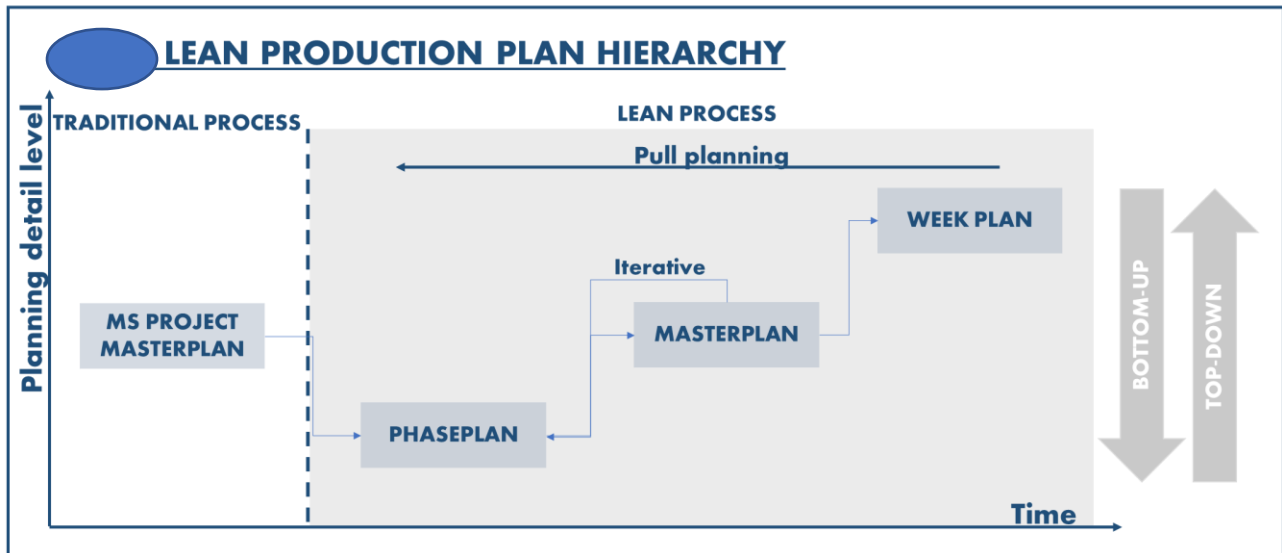 LEAN PRODUCTION PLAN HIERARCHY
Planning detail level
TRADITIONAL PROCESS
LEAN PROCESS
Pull planning
WEEK PLAN
Iterative
MS PROJECT
MASTERPLAN
MASTERPLAN
PHASEPLAN
BOTTOM-UP
TOP-DOWN
Time